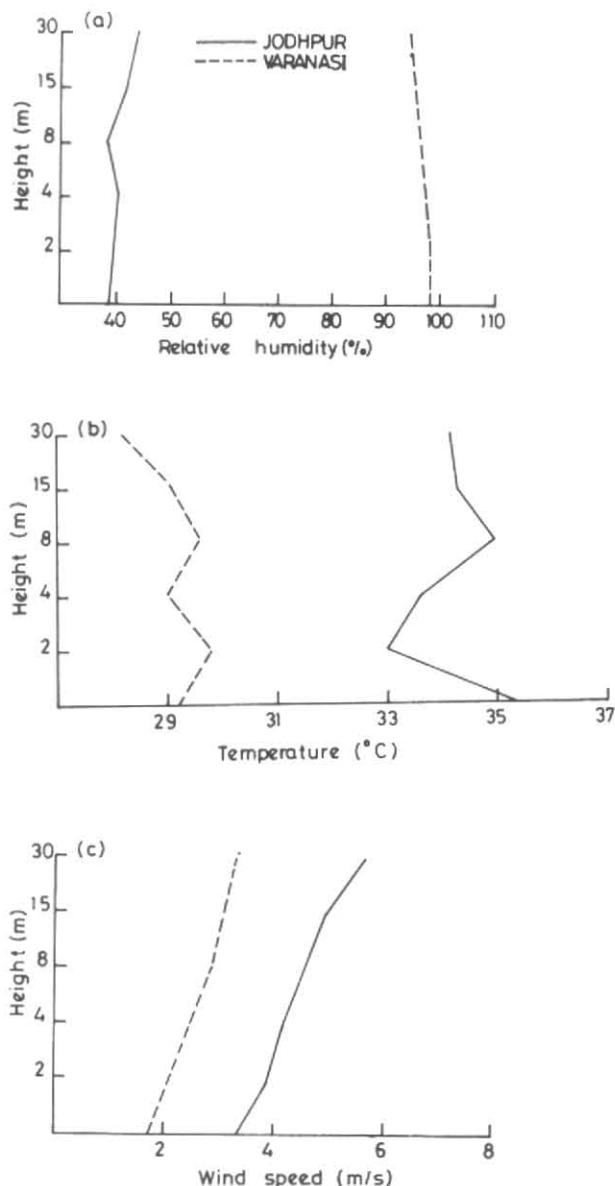 (a)
JODHPUR
VARANASI
30
15
8
4
2
Height (m)
40 50 60 70 80 90 100 110
Relative humidity (%)
(b)
30
15
8
4
2
Height (m)
29 31 33 35 37
Temperature (°C)
(c)
30
15
8
4
2
Height (m)
2 4 6 8
Wind speed (m/s)